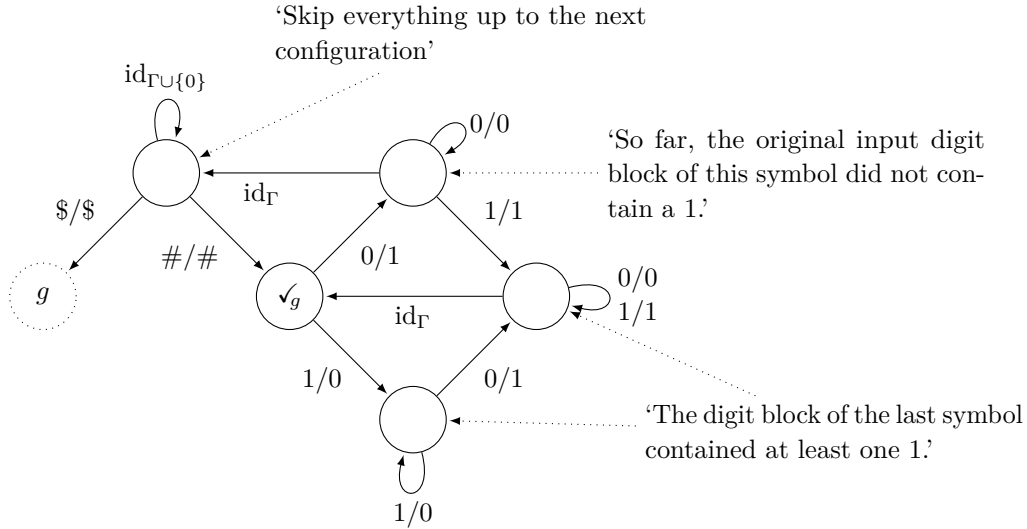 ‘Skip everything up to the next
configuration’
id_{Γ∪{0}}
0/0
‘So far, the original input digit
block of this symbol did not con-
tain a 1.’
id_Γ
$/$
1/1
#/#
0/1
g
✓_g
0/0
1/1
id_Γ
1/0
0/1
‘The digit block of the last symbol
contained at least one 1.’
1/0